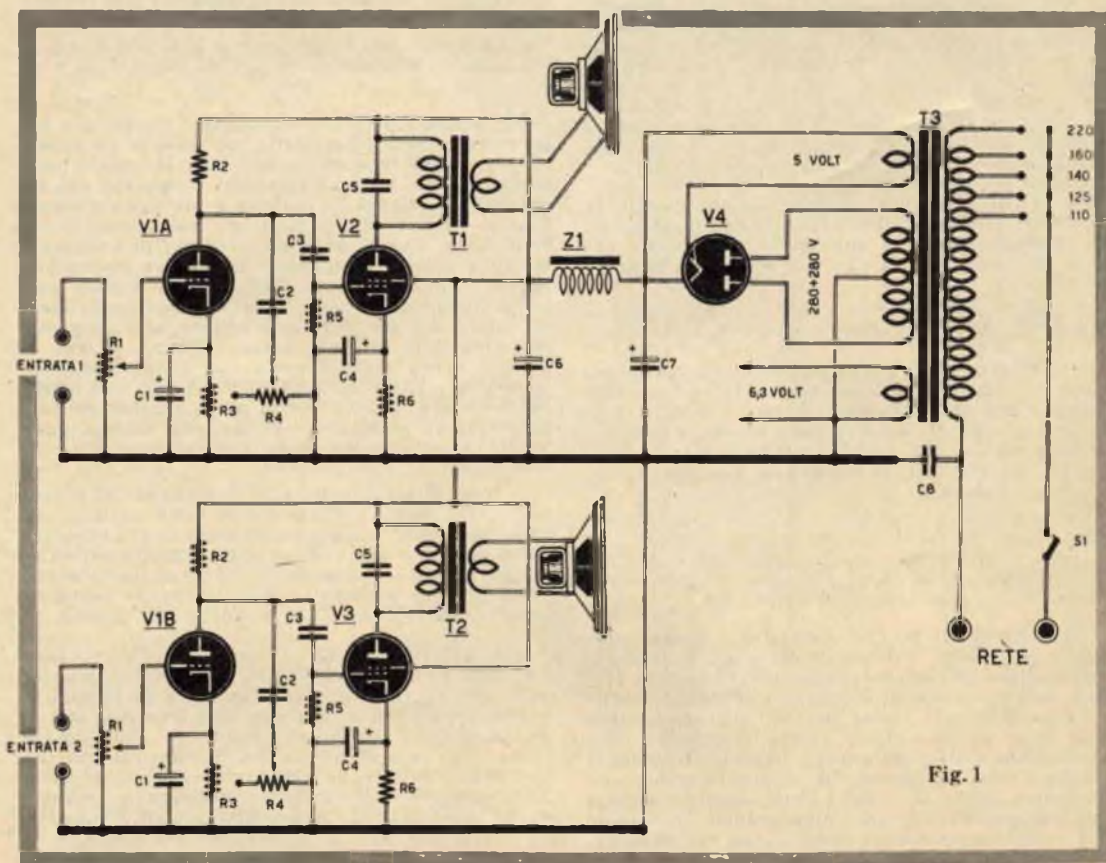 T3
220
160
140
125
110
5 VOLT
R2
C5
T1
V1A
V2
C3
Z1
V4
280+280 V
C2
R5
ENTRATA 1
R1
C1
+
R3
R4
C4
+
R6
+
C6
+
C7
6,3 VOLT
C8
S1
R2
C5
T2
V1B
C3
V3
RETE
C2
R5
ENTRATA 2
R1
C1
+
R3
R4
C4
+
R6
Fig. 1